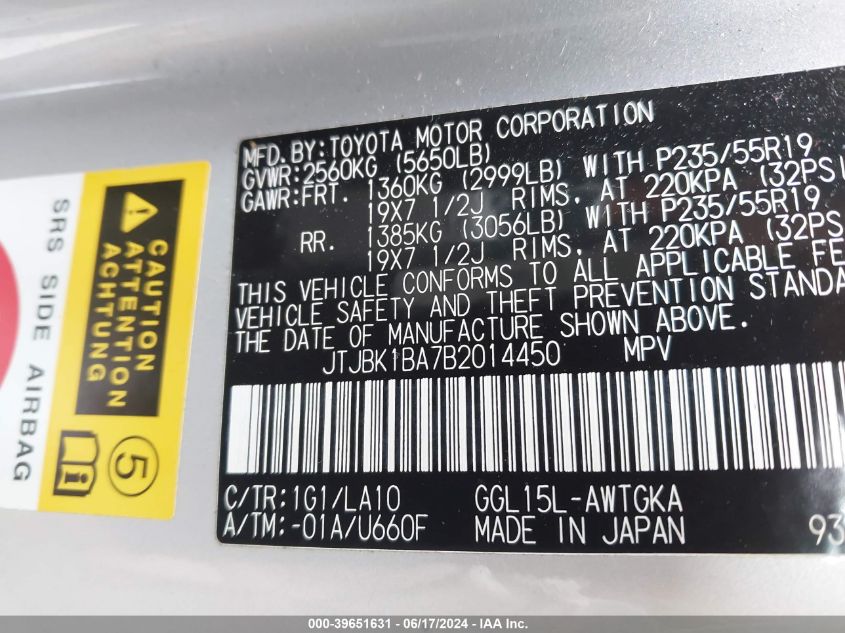 MFD. BY: TOYOTA MOTOR CORPORATION
GVWR: 2560KG (5650LB)
GAWR: FRT. 1360KG (2999LB) WITH P235/55R19
19X7 1/2J RIMS, AT 220KPA (32PSI
RR. 1385KG (3056LB) WITH P235/55R19
19X7 1/2J RIMS, AT 220KPA (32PS
THIS VEHICLE CONFORMS TO ALL APPLICABLE FE
VEHICLE SAFETY AND THEFT PREVENTION STANDA
THE DATE OF MANUFACTURE SHOWN ABOVE.
JTJBK1BA7B2014450 MPV
C/TR: 1G1/LA10 GGL15L-AWTGKA
A/TM: -01A/U660F MADE IN JAPAN 93
CAUTION
ATTENTION
ACHTUNG
5
SRS SIDE AIRBAG
000-39651631 - 06/17/2024 - IAA Inc.